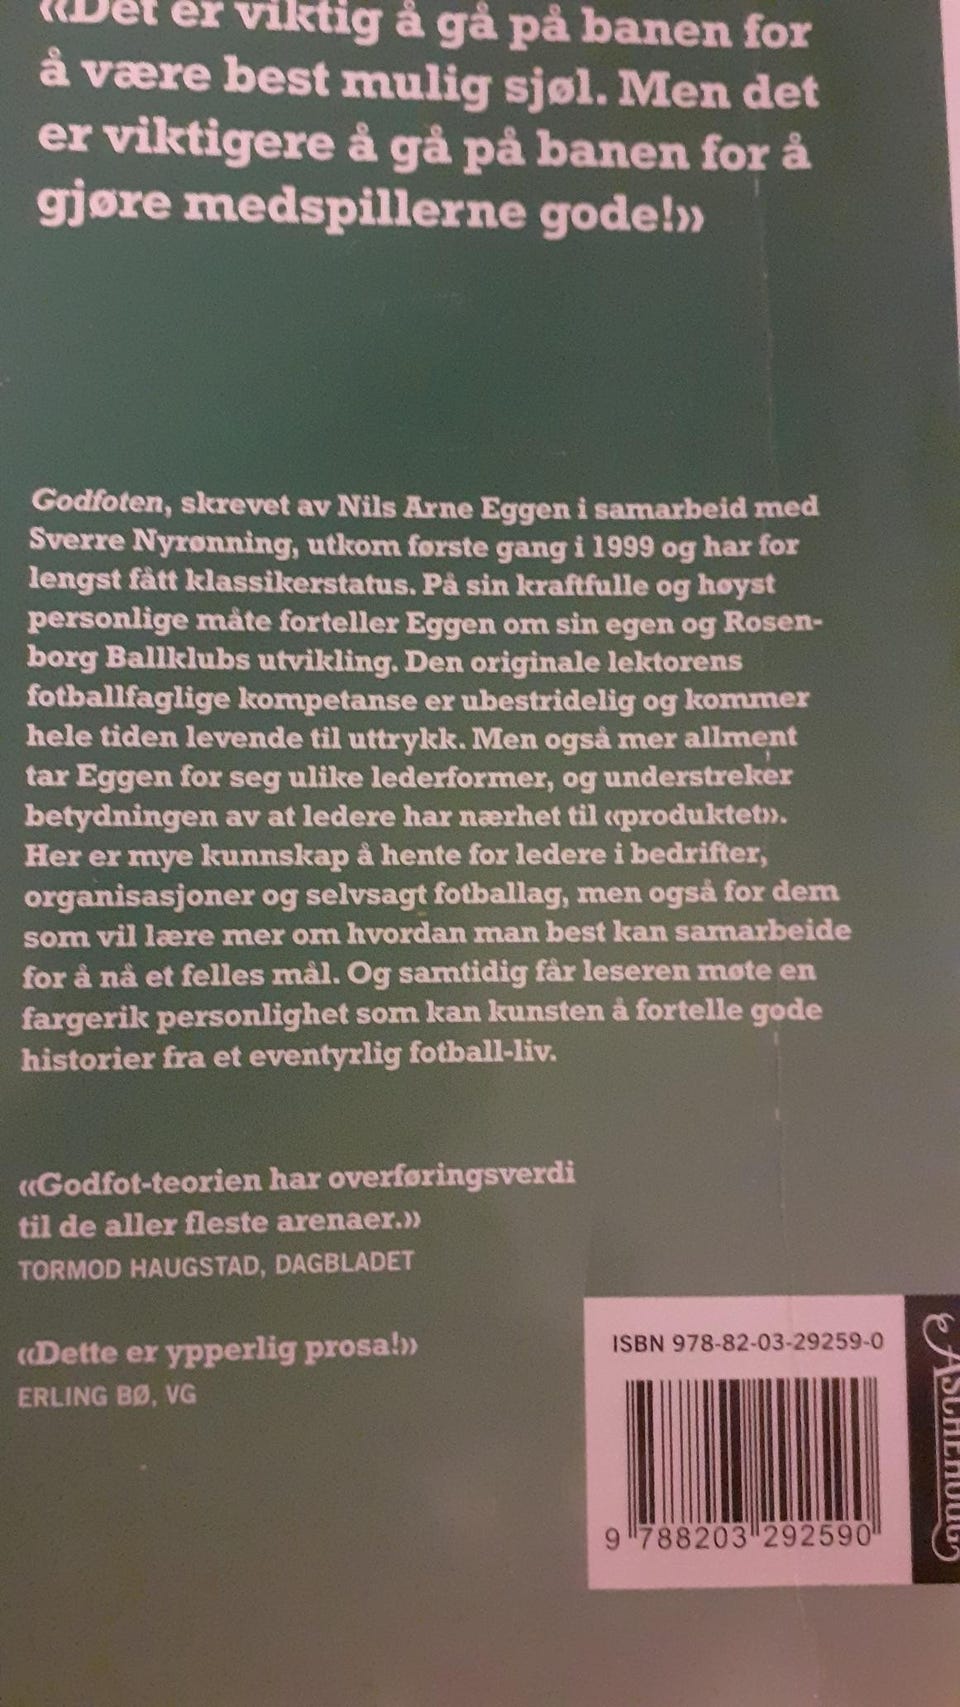 «Det er viktig å gå på banen for
å være best mulig sjøl. Men det
er viktigere å gå på banen for å
gjøre medspillerne gode!»
Godfoten, skrevet av Nils Arne Eggen i samarbeid med
Sverre Nyrønning, utkom første gang i 1999 og har for
lengst fått klassikerstatus. På sin kraftfulle og høyst
personlige måte forteller Eggen om sin egen og Rosen-
borg Ballklubs utvikling. Den originale lektorens
fotballfaglige kompetanse er ubestridelig og kommer
hele tiden levende til uttrykk. Men også mer allment
tar Eggen for seg ulike lederformer, og understreker
betydningen av at ledere har nærhet til «produktet».
Her er mye kunnskap å hente for ledere i bedrifter,
organisasjoner og selvsagt fotballag, men også for dem
som vil lære mer om hvordan man best kan samarbeide
for å nå et felles mål. Og samtidig får leseren møte en
fargerik personlighet som kan kunsten å fortelle gode
historier fra et eventyrlig fotball-liv.
«Godfot-teorien har overføringsverdi
til de aller fleste arenaer.»
TORMOD HAUGSTAD, DAGBLADET
«Dette er ypperlig prosa!»
ERLING BØ, VG
ISBN 978-82-03-29259-0
9 788203 292590
ASCHEHOUG